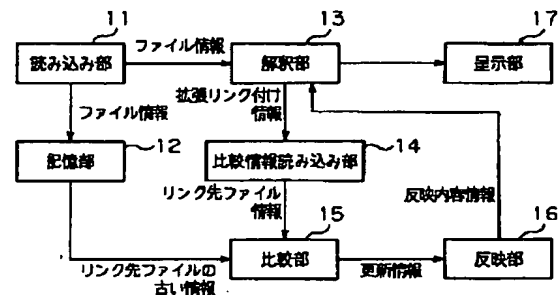 11
13
17
ファイル情報
読み込み部
解釈部
呈示部
拡張リンク付け
情報
ファイル情報
12
14
記憶部
比較情報読み込み部
リンク先ファイル
情報
反映内容情報
15
16
比較部
反映部
リンク先ファイルの
古い情報
更新情報